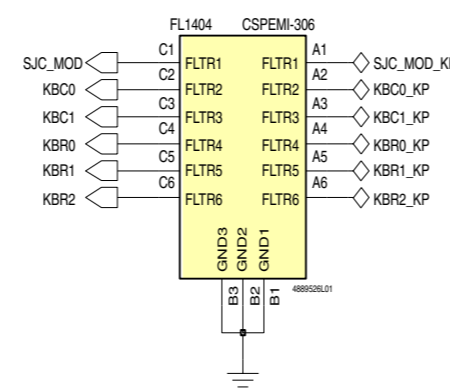 FL1404 CSPEMI-306
SJC_MOD C1 FLTR1 FLTR1 A1 SJC_MOD_K
KBC0 C2 FLTR2 FLTR2 A2 KBC0_KP
KBC1 C3 FLTR3 FLTR3 A3 KBC1_KP
KBR0 C4 FLTR4 FLTR4 A4 KBR0_KP
KBR1 C5 FLTR5 FLTR5 A5 KBR1_KP
KBR2 C6 FLTR6 FLTR6 A6 KBR2_KP
GND3 GND2 GND1
B3 B2 B1
4889526L01